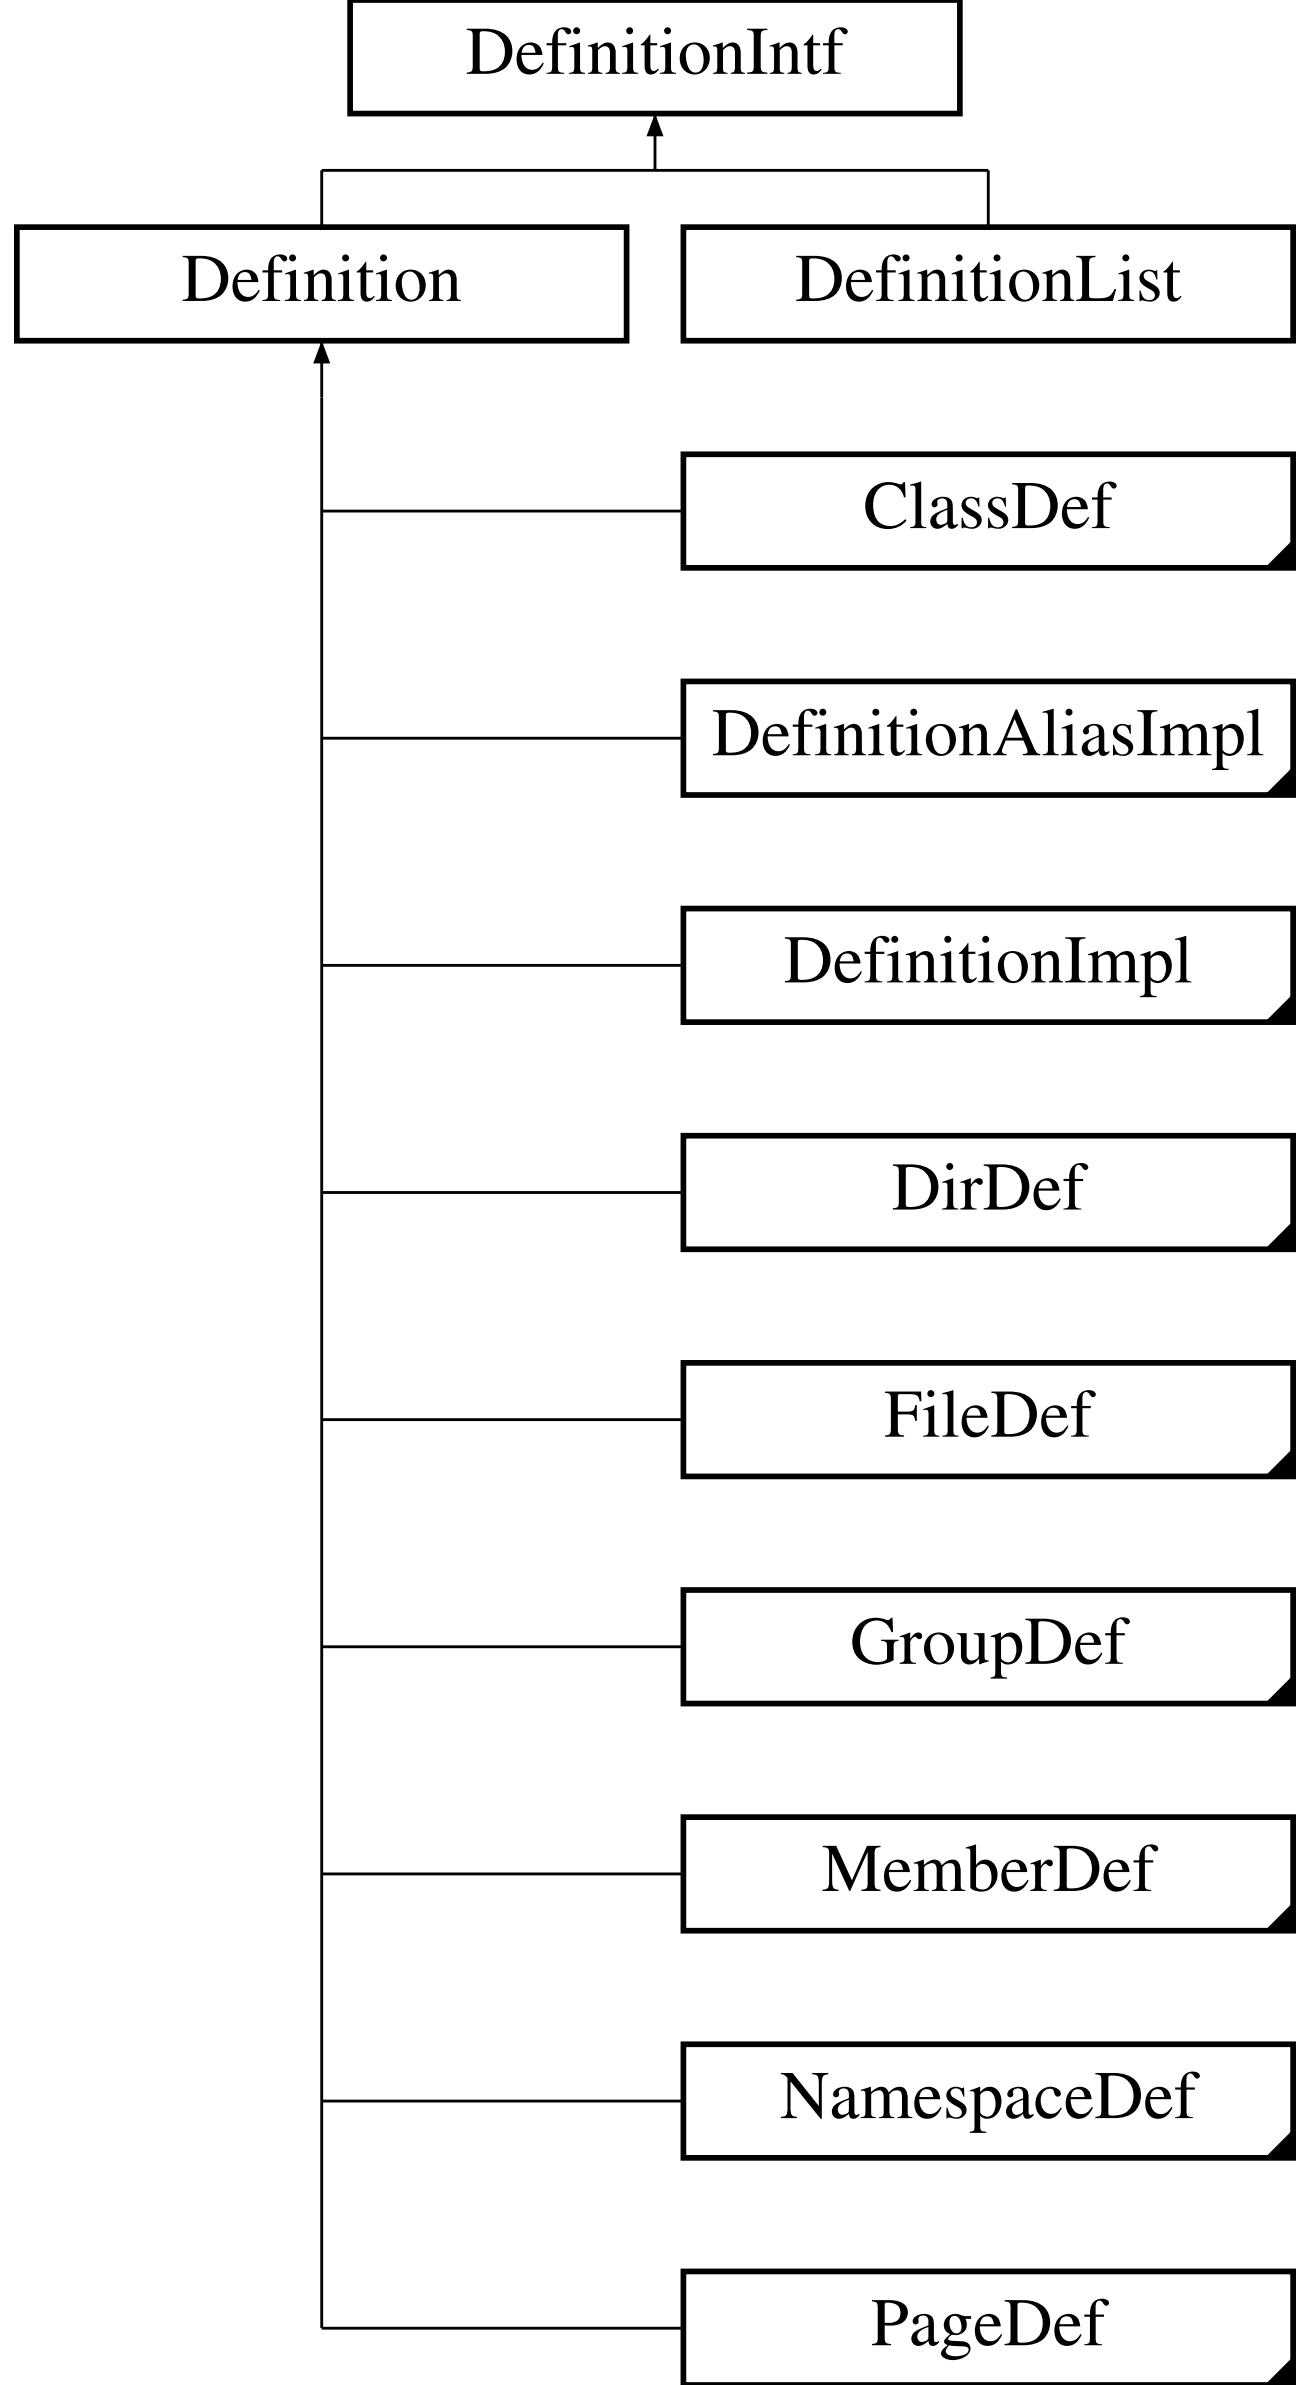 DefinitionIntf
Definition
DefinitionList
ClassDef
DefinitionAliasImpl
DefinitionImpl
DirDef
FileDef
GroupDef
MemberDef
NamespaceDef
PageDef